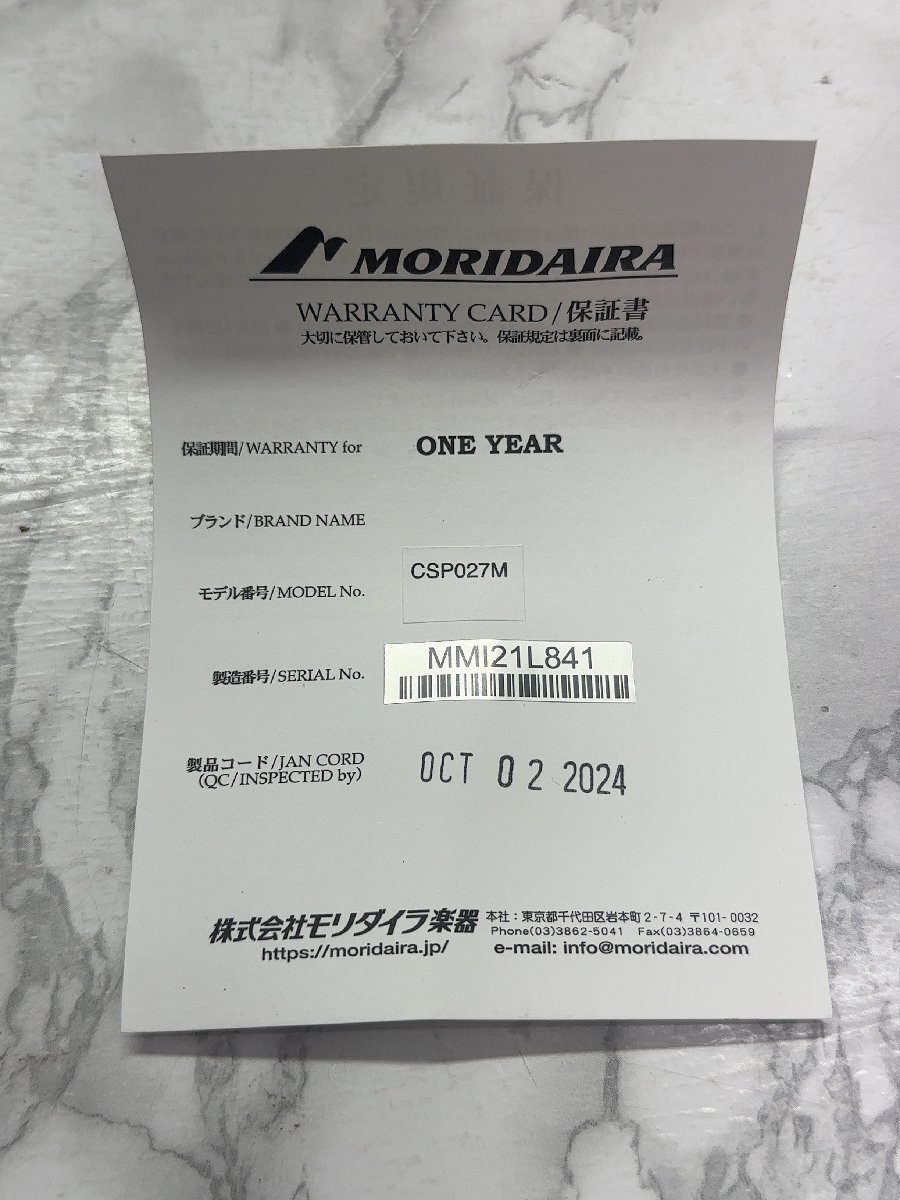 保証規定
MORIDAIRA
WARRANTY CARD/保証書
大切に保管しておいて下さい。保証規定は裏面に記載。
保証期間/WARRANTY for ONE YEAR
ブランド/BRAND NAME
モデル番号/MODEL No. CSP027M
製造番号/SERIAL No. MMI21L841
製品コード/JAN CORD
(QC/INSPECTED by) OCT 02 2024
株式会社モリダイラ楽器 本社：東京都千代田区岩本町2-7-4 〒101-0032
Phone(03)3862-5041 Fax(03)3864-0659
https://moridaira.jp/ e-mail: info@moridaira.com